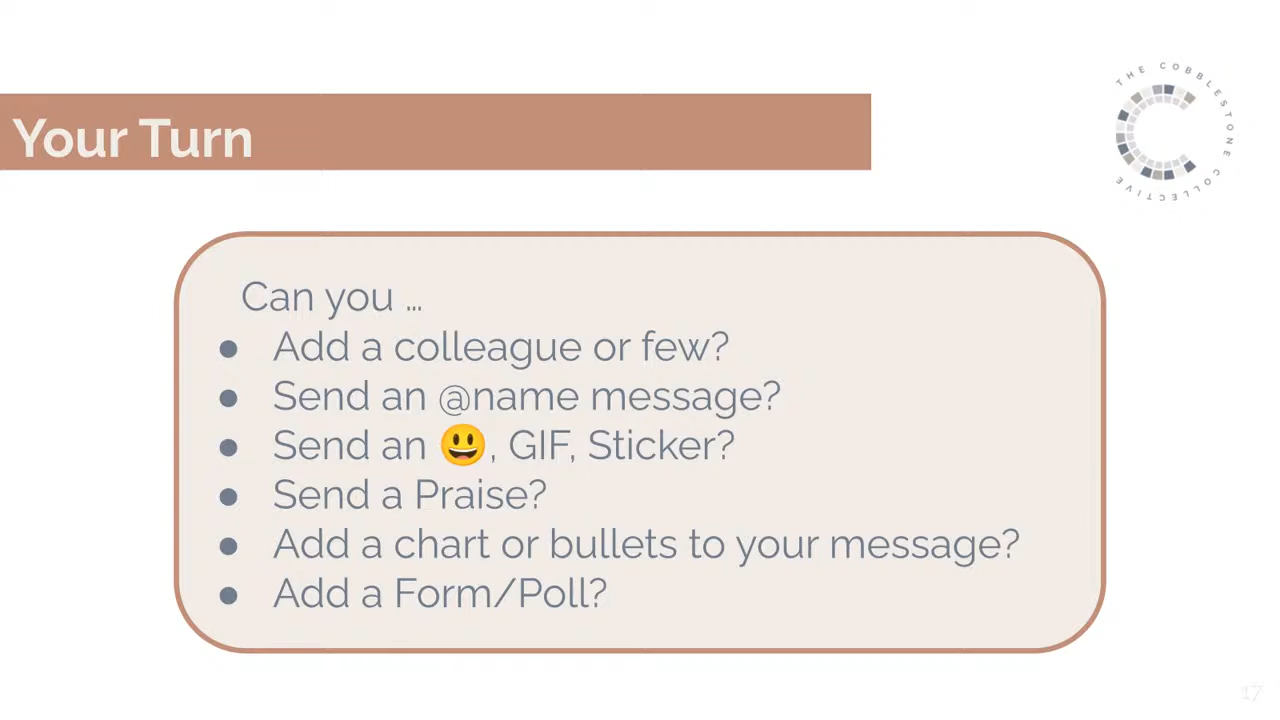 Your Turn
THE COBBLESTONE COLLECTIVE
Can you ...
● Add a colleague or few?
● Send an @name message?
● Send an 😃, GIF, Sticker?
● Send a Praise?
● Add a chart or bullets to your message?
● Add a Form/Poll?
17